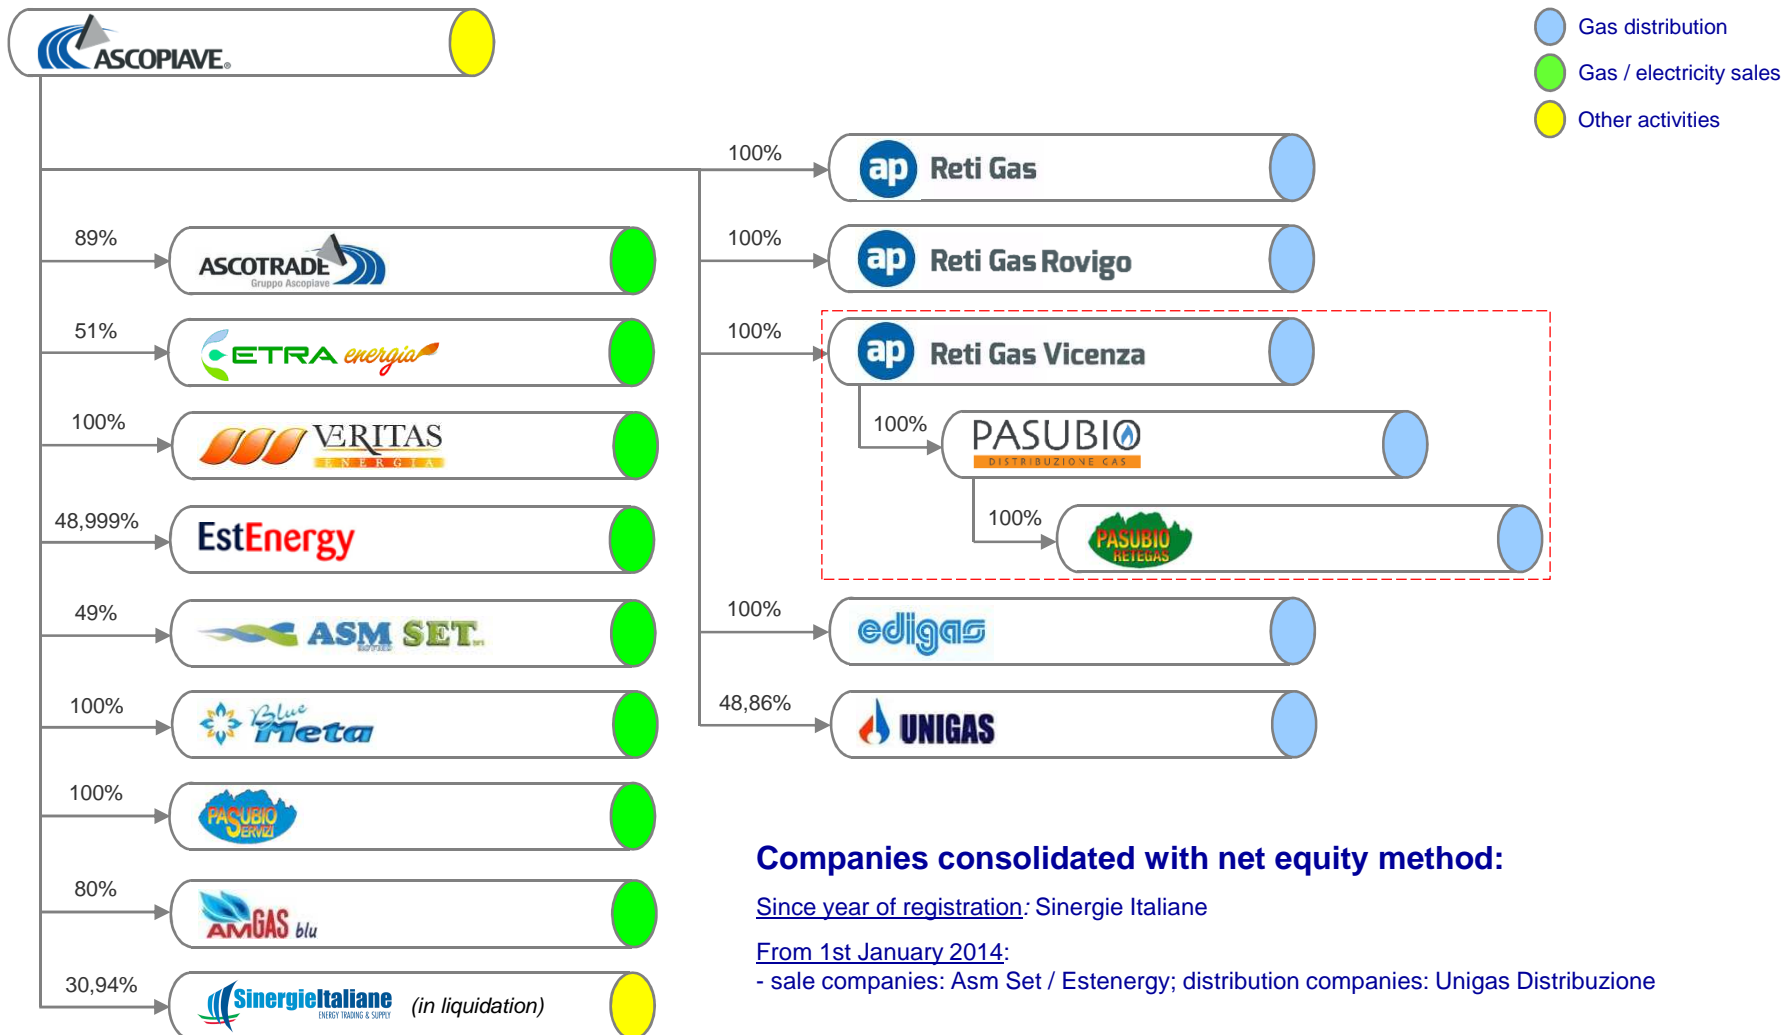 ASCOPIAVE®
Gas distribution
Gas / electricity sales
Other activities
100%
ap Reti Gas
89%
ASCOTRADE
Gruppo Ascopiave
100%
ap Reti Gas Rovigo
51%
ETRA energia
100%
ap Reti Gas Vicenza
100%
VERITAS
ENERGIA
100%
PASUBIO
DISTRIBUZIONE GAS
48,999%
EstEnergy
100%
PASUBIO
RETEGAS
49%
ASM SET
ROVIGO
100%
edigas
100%
Blue
Meta
48,86%
UNIGAS
100%
PASUBIO
SERVIZI
80%
AMGAS blu
30,94%
SinergieItaliane
ENERGY TRADING & SUPPLY
(in liquidation)
Companies consolidated with net equity method:
Since year of registration: Sinergie Italiane
From 1st January 2014:
- sale companies: Asm Set / Estenergy; distribution companies: Unigas Distribuzione